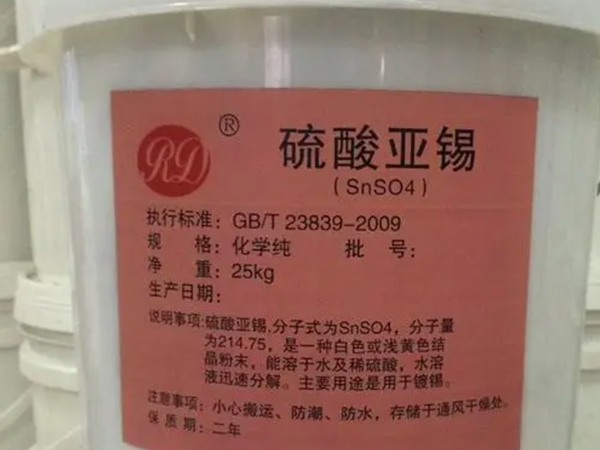 RD ® 硫酸亚锡
(SnSO4)
执行标准: GB/T 23839-2009
规 格: 化学纯 批 号:
净 重: 25kg
生产日期:
说明事项:硫酸亚锡,分子式为SnSO4,分子量
为214.75,是一种白色或浅黄色结
晶粉末,能溶于水及稀硫酸,水溶
液迅速分解。主要用途是用于镀锡。
注意事项: 小心搬运、防潮、防水,存储于通风干燥处。
保 质 期: 二年